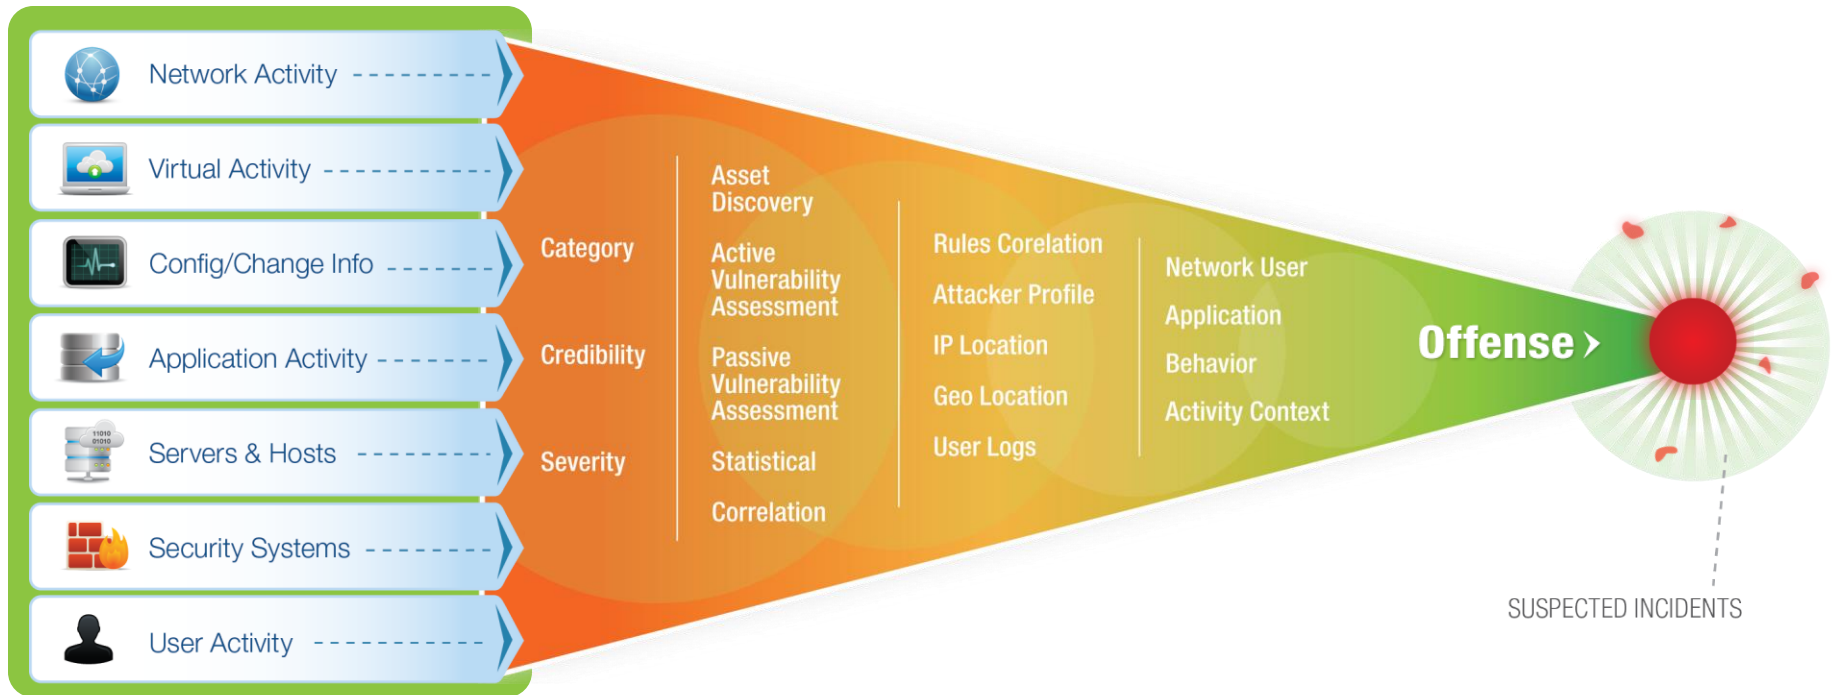 Network Activity
Virtual Activity
Config/Change Info
Application Activity
11010
01010
Servers & Hosts
Security Systems
User Activity
Category
Credibility
Severity
Asset
Discovery
Active
Vulnerability
Assessment
Passive
Vulnerability
Assessment
Statistical
Correlation
Rules Corelation
Attacker Profile
IP Location
Geo Location
User Logs
Network User
Application
Behavior
Activity Context
Offense >
SUSPECTED INCIDENTS